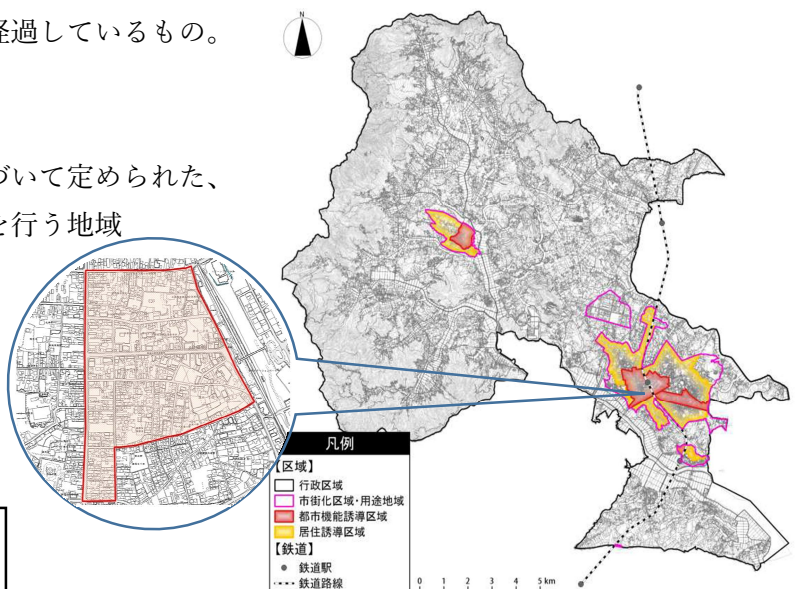 経過しているもの。
づいて定められた、
を行う地域
N
凡例
【区域】
行政区域
市街化区域・用途地域
都市機能誘導区域
居住誘導区域
【鉄道】
鉄道駅
鉄道路線
0 1 2 3 4 5 km